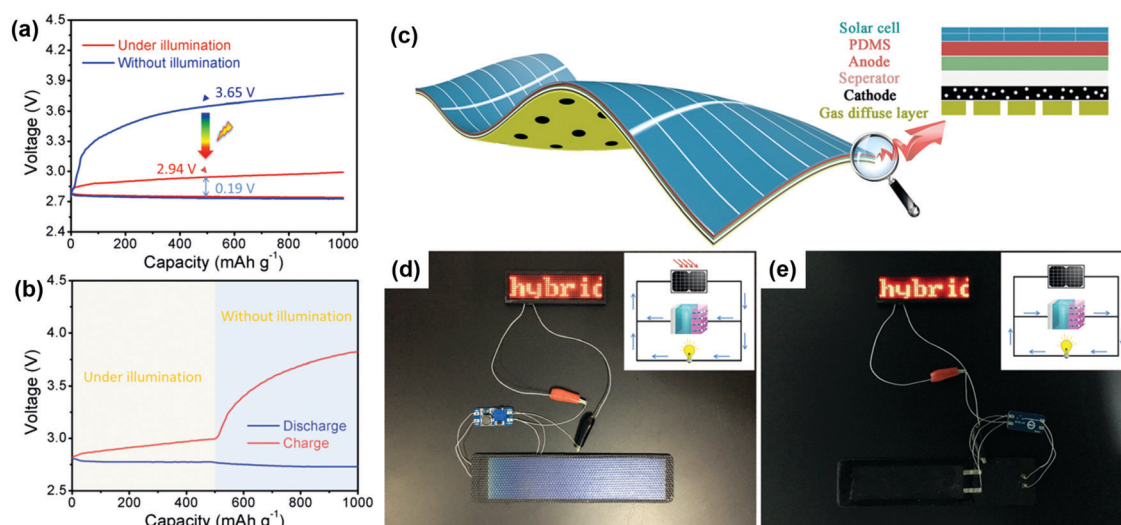 (a)
4.5
4.2
3.9
3.6
3.3
3.0
2.7
2.4
Voltage (V)
Under illumination
Without illumination
3.65 V
2.94 V
0.19 V
0 200 400 600 800 1000
Capacity (mAh g⁻¹)
(b)
4.5
3.75
3.0
2.5
Voltage (V)
Under illumination
Without illumination
Discharge
Charge
0 200 400 600 800 1000
Capacity (mAh g⁻¹)
(c)
Solar cell
PDMS
Anode
Seperator
Cathode
Gas diffuse layer
(d)
hybrid
(e)
hybrid